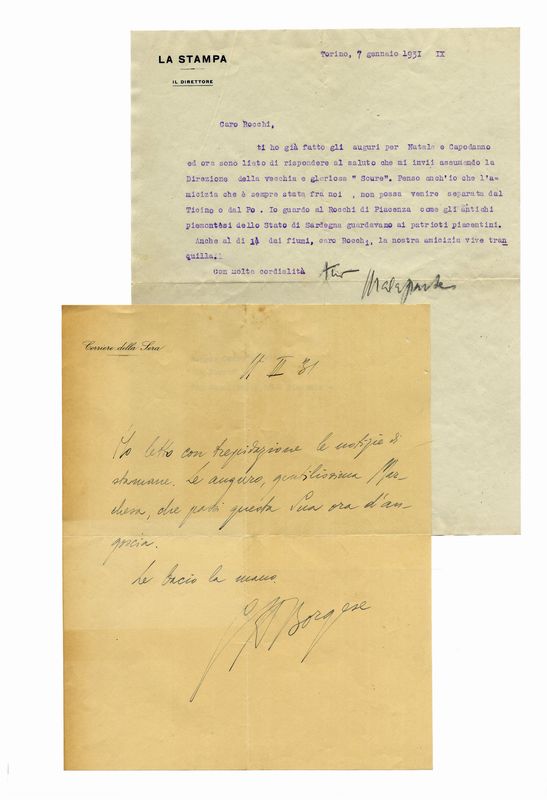 LA STAMPA
IL DIRETTORE
Torino, 7 gennaio 1931 IX
Caro Rocchi,
ti ho già fatto gli auguri per Natale e Capodanno
ed ora sono lieto di rispondere al saluto che mi invii assumendo la
Direzione della vecchia e gloriosa " Scure". Penso anch'io che l'a=
micizia che è sempre stata fra noi , non possa venire separata dal
Ticino o dal Po . Io guardo al Rocchi di Piacenza come gli antichi
piemontesi dello Stato di Sardegna guardavano ai patrioti piacentini.
Anche al di là dai fiumi, caro Rocchi, la nostra amicizia vive tran
quilla.
Con molta cordialità tuo
Malaparte
Corriere della Sera
II 31
Ho letto con trepidazione le notizie di
stamane. Le auguro, gentilissima Mar-
chesa, che passi questa Sua ora d'an-
goscia.
Le bacio la mano.
GABorgese